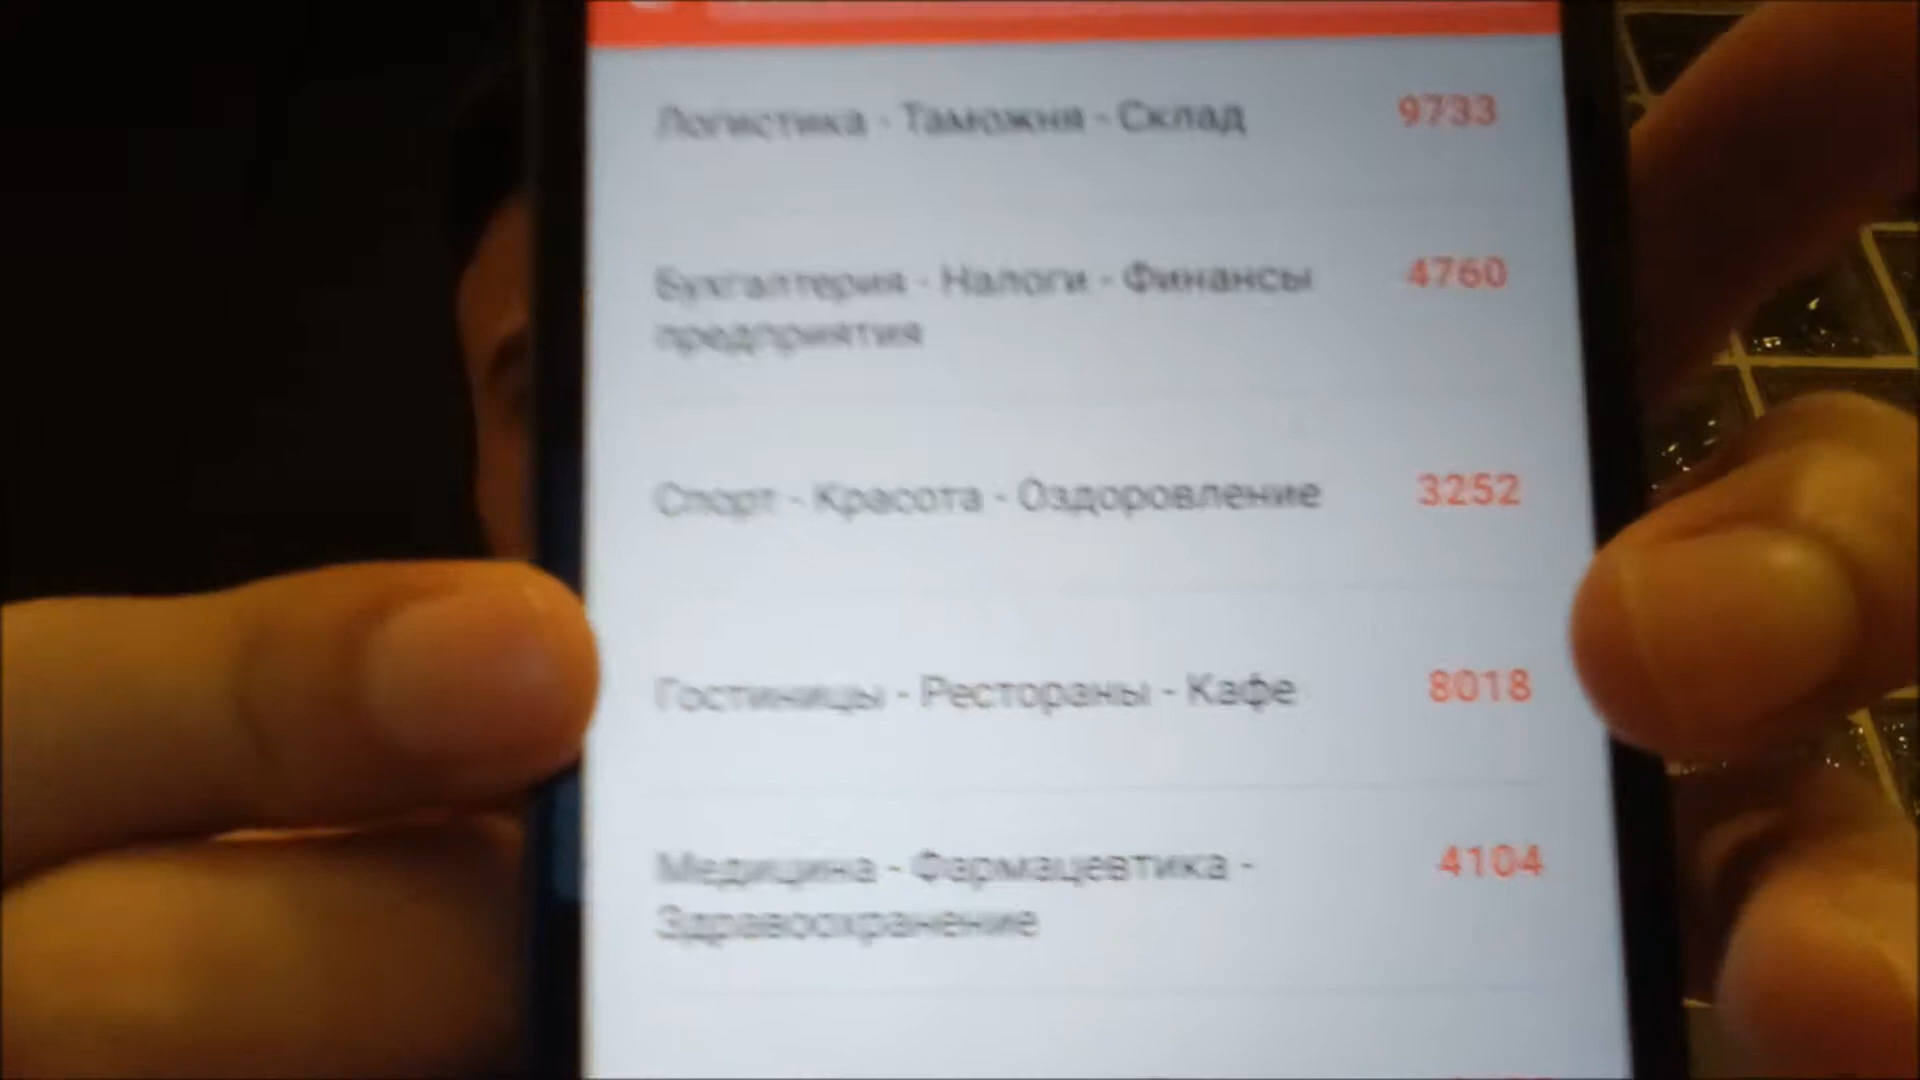 Логистика - Таможня - Склад 9733
Бухгалтерия - Налоги - Финансы 4760
предприятия
Спорт - Красота - Оздоровление 3252
Гостиницы - Рестораны - Кафе 8018
Медицина - Фармацевтика - 4104
Здравоохранение